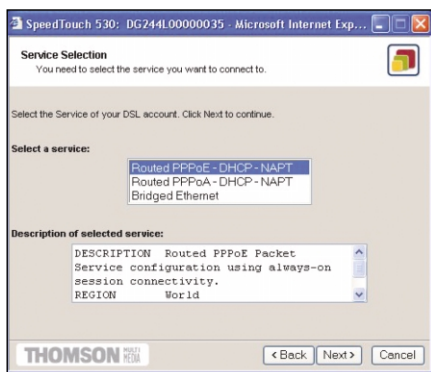 SpeedTouch 530: DG244L00000035 - Microsoft Internet Exp...
Service Selection
You need to select the service you want to connect to.
Select the Service of your DSL account. Click Next to continue.
Select a service:
Routed PPPoE - DHCP - NAPT
Routed PPPoA - DHCP - NAPT
Bridged Ethernet
Description of selected service:
DESCRIPTION Routed PPPoE Packet
Service configuration using always-on
session connectivity.
REGION World
THOMSON MULTI MEDIA
< Back Next > Cancel